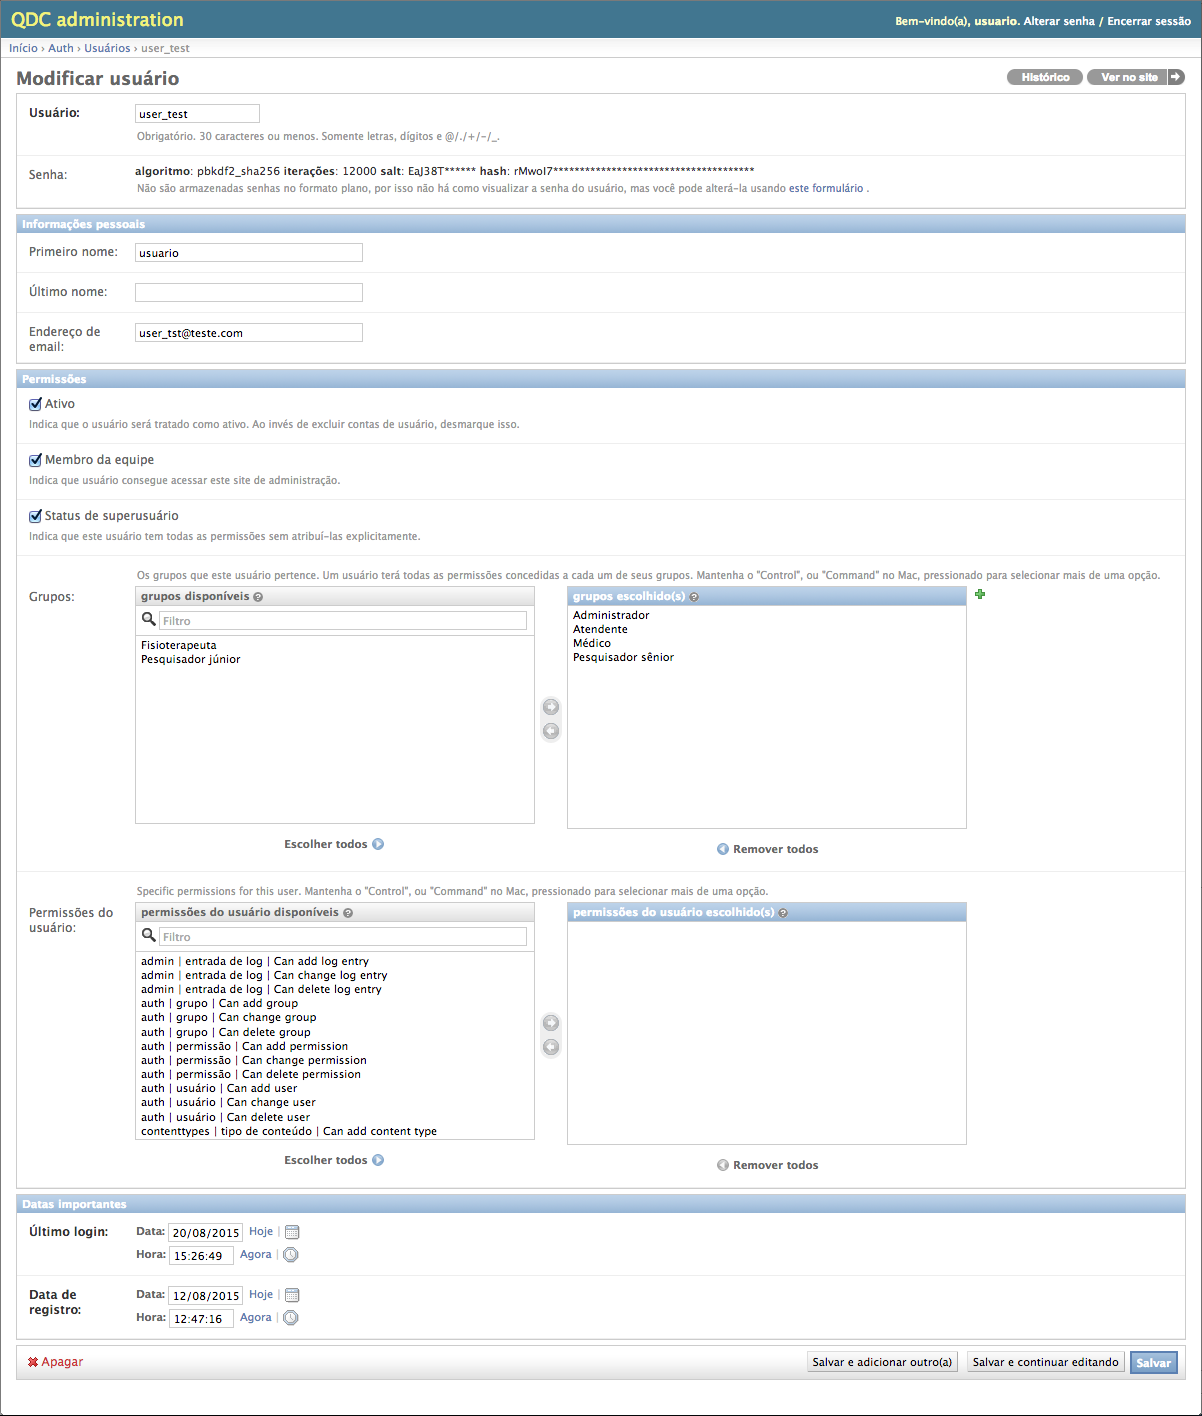 QDC administration
Bem-vindo(a), usuario. Alterar senha / Encerrar sessão
Início › Auth › Usuários › user_test
Modificar usuário
Histórico
Ver no site
Usuário:
user_test
Obrigatório. 30 caracteres ou menos. Somente letras, dígitos e @/./+/-/_.
Senha:
algoritmo: pbkdf2_sha256 iterações: 12000 salt: EaJ38T****** hash: rMwoI7**************************************
Não são armazenadas senhas no formato plano, por isso não há como visualizar a senha do usuário, mas você pode alterá-la usando este formulário .
Informações pessoais
Primeiro nome:
usuario
Último nome:
Endereço de
email:
user_tst@teste.com
Permissões
Ativo
Indica que o usuário será tratado como ativo. Ao invés de excluir contas de usuário, desmarque isso.
Membro da equipe
Indica que usuário consegue acessar este site de administração.
Status de superusuário
Indica que este usuário tem todas as permissões sem atribuí-las explicitamente.
Os grupos que este usuário pertence. Um usuário terá todas as permissões concedidas a cada um de seus grupos. Mantenha o "Control", ou "Command" no Mac, pressionado para selecionar mais de uma opção.
Grupos:
grupos disponíveis
Filtro
Fisioterapeuta
Pesquisador júnior
Escolher todos
grupos escolhido(s)
Administrador
Atendente
Médico
Pesquisador sênior
Remover todos
Specific permissions for this user. Mantenha o "Control", ou "Command" no Mac, pressionado para selecionar mais de uma opção.
Permissões do
usuário:
permissões do usuário disponíveis
Filtro
admin | entrada de log | Can add log entry
admin | entrada de log | Can change log entry
admin | entrada de log | Can delete log entry
auth | grupo | Can add group
auth | grupo | Can change group
auth | grupo | Can delete group
auth | permissão | Can add permission
auth | permissão | Can change permission
auth | permissão | Can delete permission
auth | usuário | Can add user
auth | usuário | Can change user
auth | usuário | Can delete user
contenttypes | tipo de conteúdo | Can add content type
Escolher todos
permissões do usuário escolhido(s)
Remover todos
Datas importantes
Último login:
Data: 20/08/2015 Hoje |
Hora: 15:26:49 Agora |
Data de
registro:
Data: 12/08/2015 Hoje |
Hora: 12:47:16 Agora |
Apagar
Salvar e adicionar outro(a)
Salvar e continuar editando
Salvar